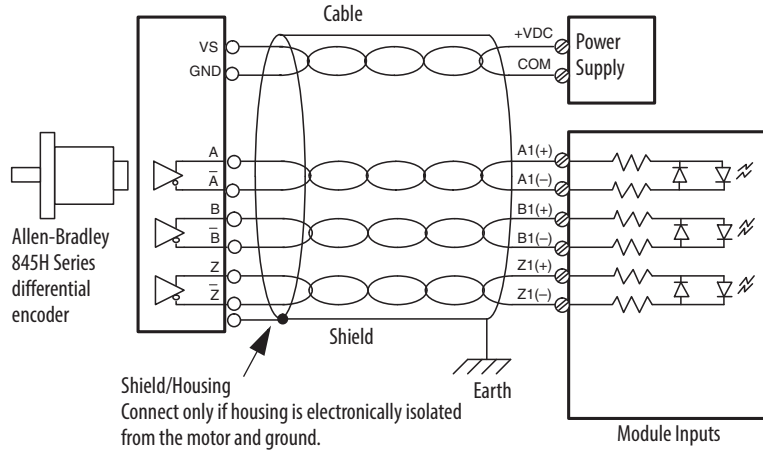 Cable
VS
GND
+VDC
COM
Power
Supply
A
A̅
B
B̅
Z
Z̅
A1(+)
A1(–)
B1(+)
B1(–)
Z1(+)
Z1(–)
Allen-Bradley
845H Series
differential
encoder
Shield
Earth
Shield/Housing
Connect only if housing is electronically isolated
from the motor and ground.
Module Inputs